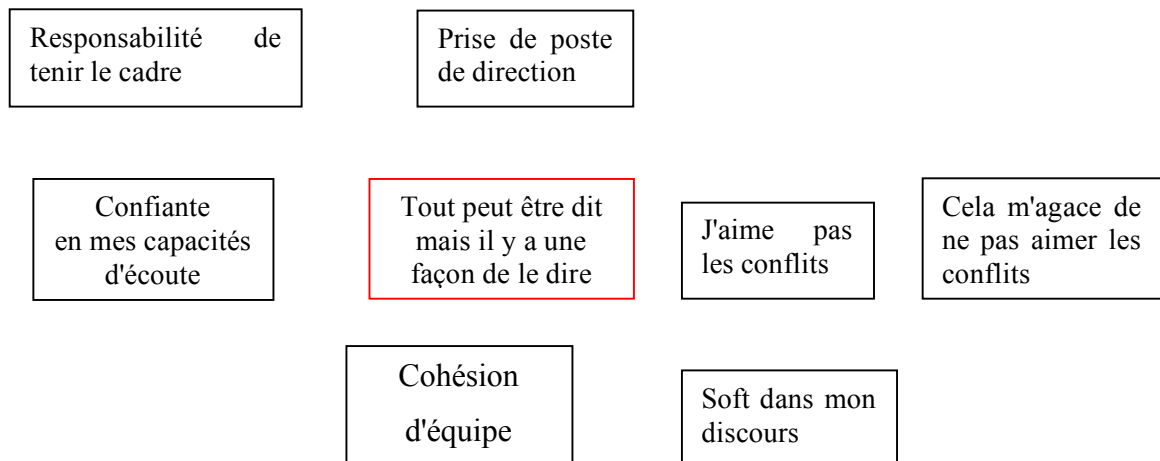 Responsabilité de
tenir le cadre
Prise de poste
de direction
Confiante
en mes capacités
d'écoute
Tout peut être dit
mais il y a une
façon de le dire
J'aime pas
les conflits
Cela m'agace de
ne pas aimer les
conflits
Cohésion
d'équipe
Soft dans mon
discours